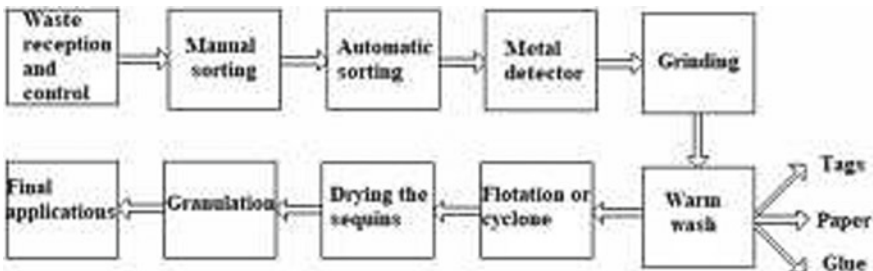 Waste
reception
and
control
Manual
sorting
Automatic
sorting
Metal
detector
Grinding
Final
applications
Granulation
Drying the
sequins
Flotation or
cyclone
Warm
wash
Tags
Paper
Glue